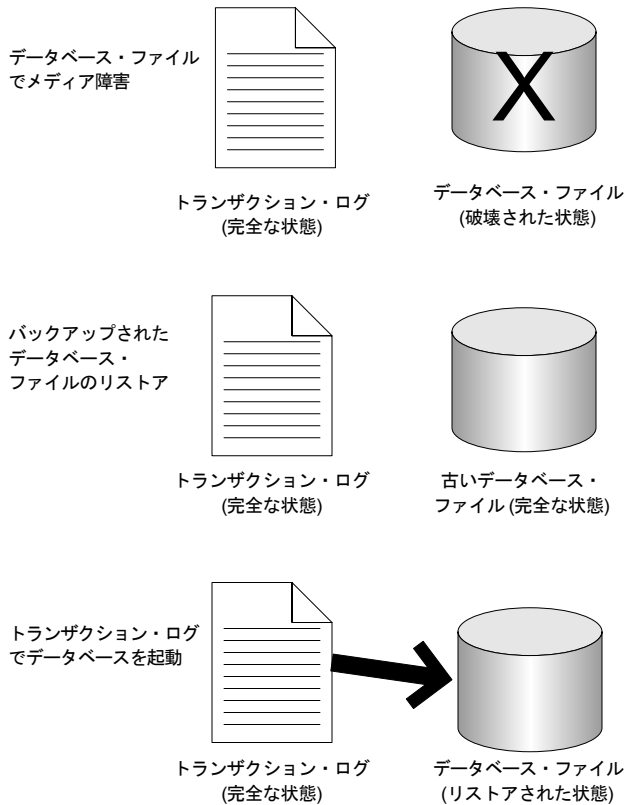 データベース・ファイル
でメディア障害
X
トランザクション・ログ
(完全な状態)
データベース・ファイル
(破壊された状態)
バックアップされた
データベース・
ファイルのリストア
トランザクション・ログ
(完全な状態)
古いデータベース・
ファイル (完全な状態)
トランザクション・ログ
でデータベースを起動
トランザクション・ログ
(完全な状態)
データベース・ファイル
(リストアされた状態)